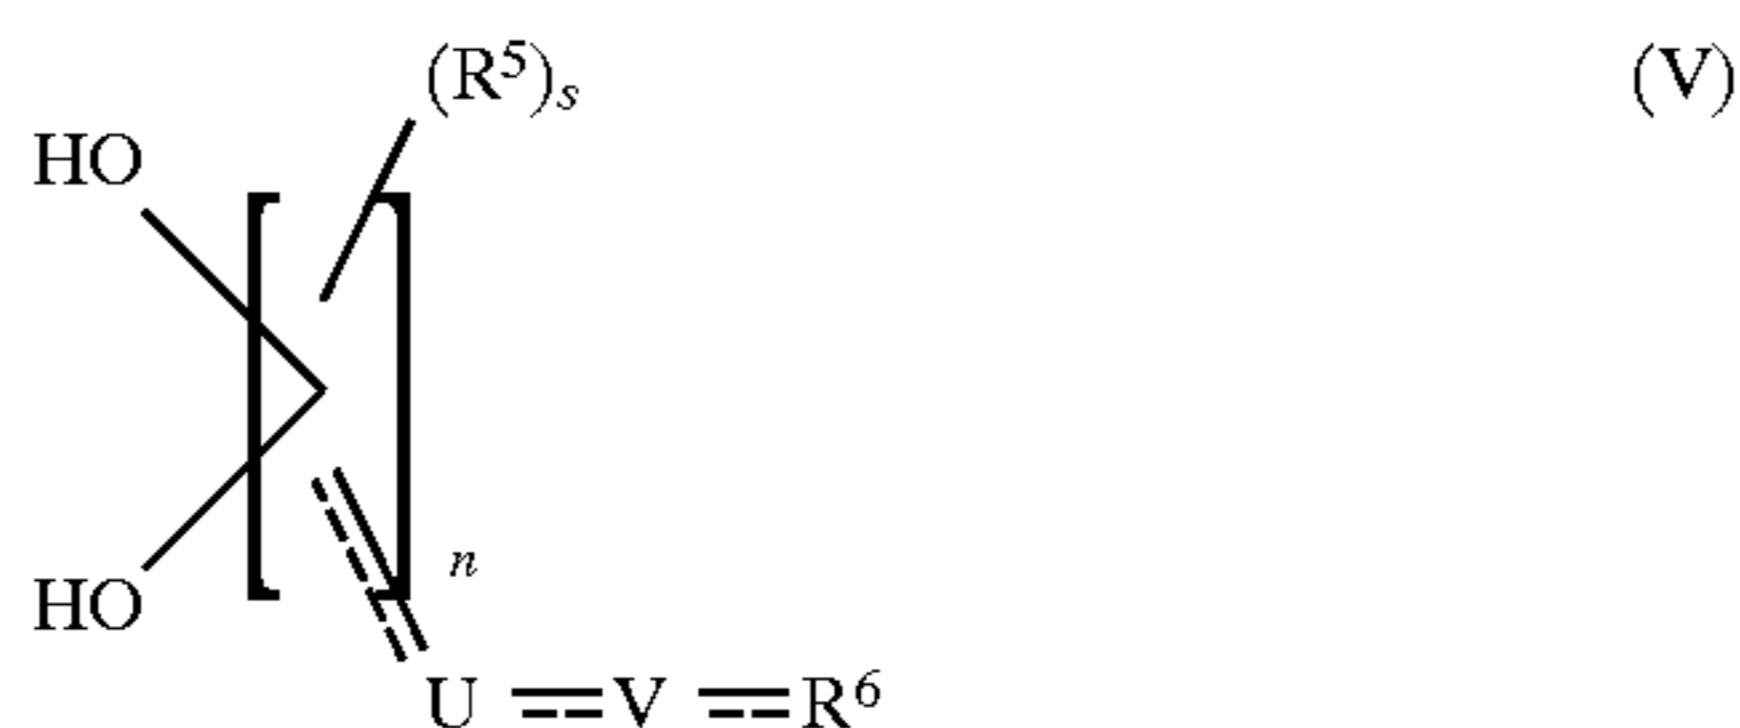 (R⁵)ₛ (V)
HO
n
HO
U V R⁶